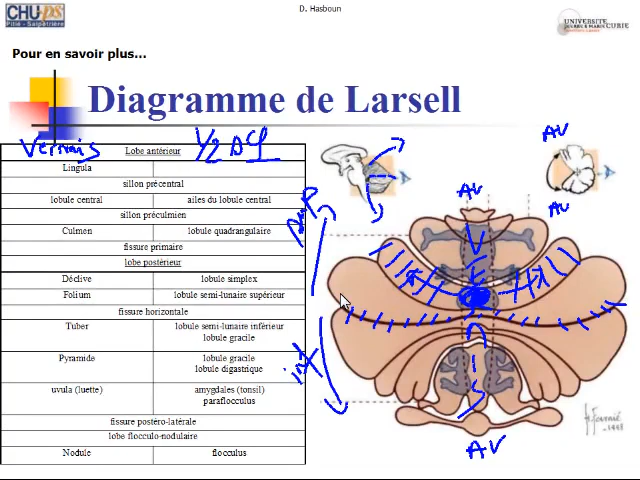 CHU PS
Pitié - Salpêtrière
D. Hasboun
UNIVERSITE
PIERRE & MARIE CURIE
Pour en savoir plus...
Diagramme de Larsell
Vermis Lobe antérieur 1/2
Lingula
sillon précentral
lobule central ailes du lobule central
sillon préculmien
Culmen lobule quadrangulaire
fissure primaire
lobe postérieur
Déclive lobule simplex
Folium lobule semi-lunaire supérieur
fissure horizontale
Tuber lobule semi-lunaire inférieur
lobule gracile
Pyramide lobule gracile
lobule digastrique
uvula (luette) amygdales (tonsil)
paraflocculus
fissure postéro-latérale
lobe flocculo-nodulaire
Nodule flocculus
AV
AV
AV
inf
AV
H. Fournié
-1998